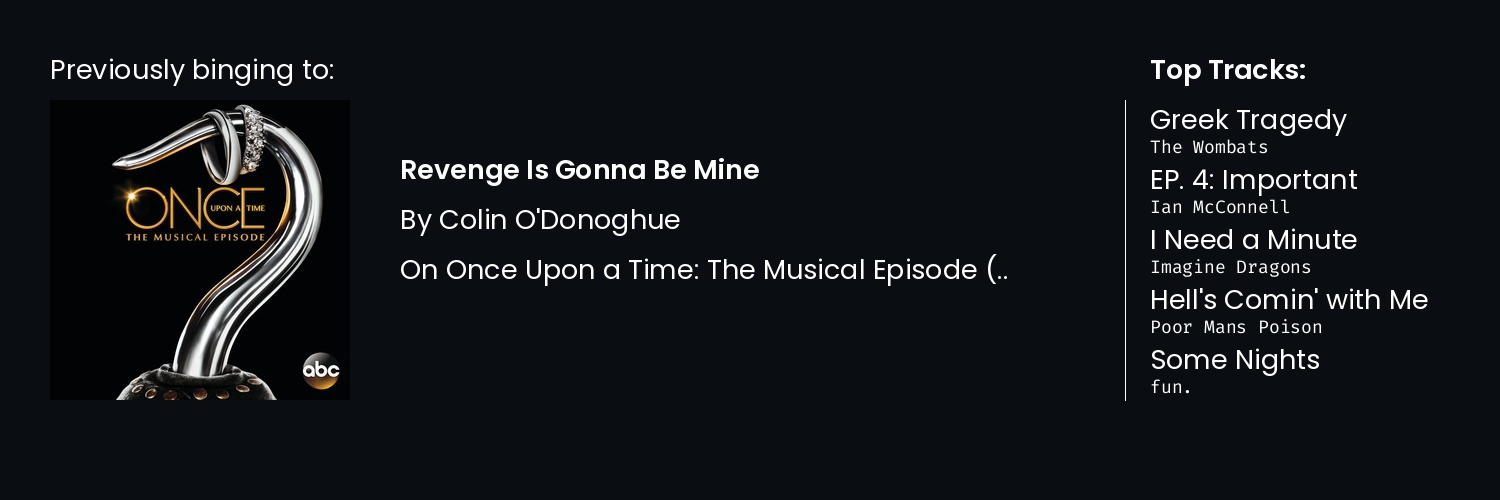 Previously binging to:
ONCE
UPON A TIME
THE MUSICAL EPISODE
abc
Revenge Is Gonna Be Mine
By Colin O'Donoghue
On Once Upon a Time: The Musical Episode (..
Top Tracks:
Greek Tragedy
The Wombats
EP. 4: Important
Ian McConnell
I Need a Minute
Imagine Dragons
Hell's Comin' with Me
Poor Mans Poison
Some Nights
fun.